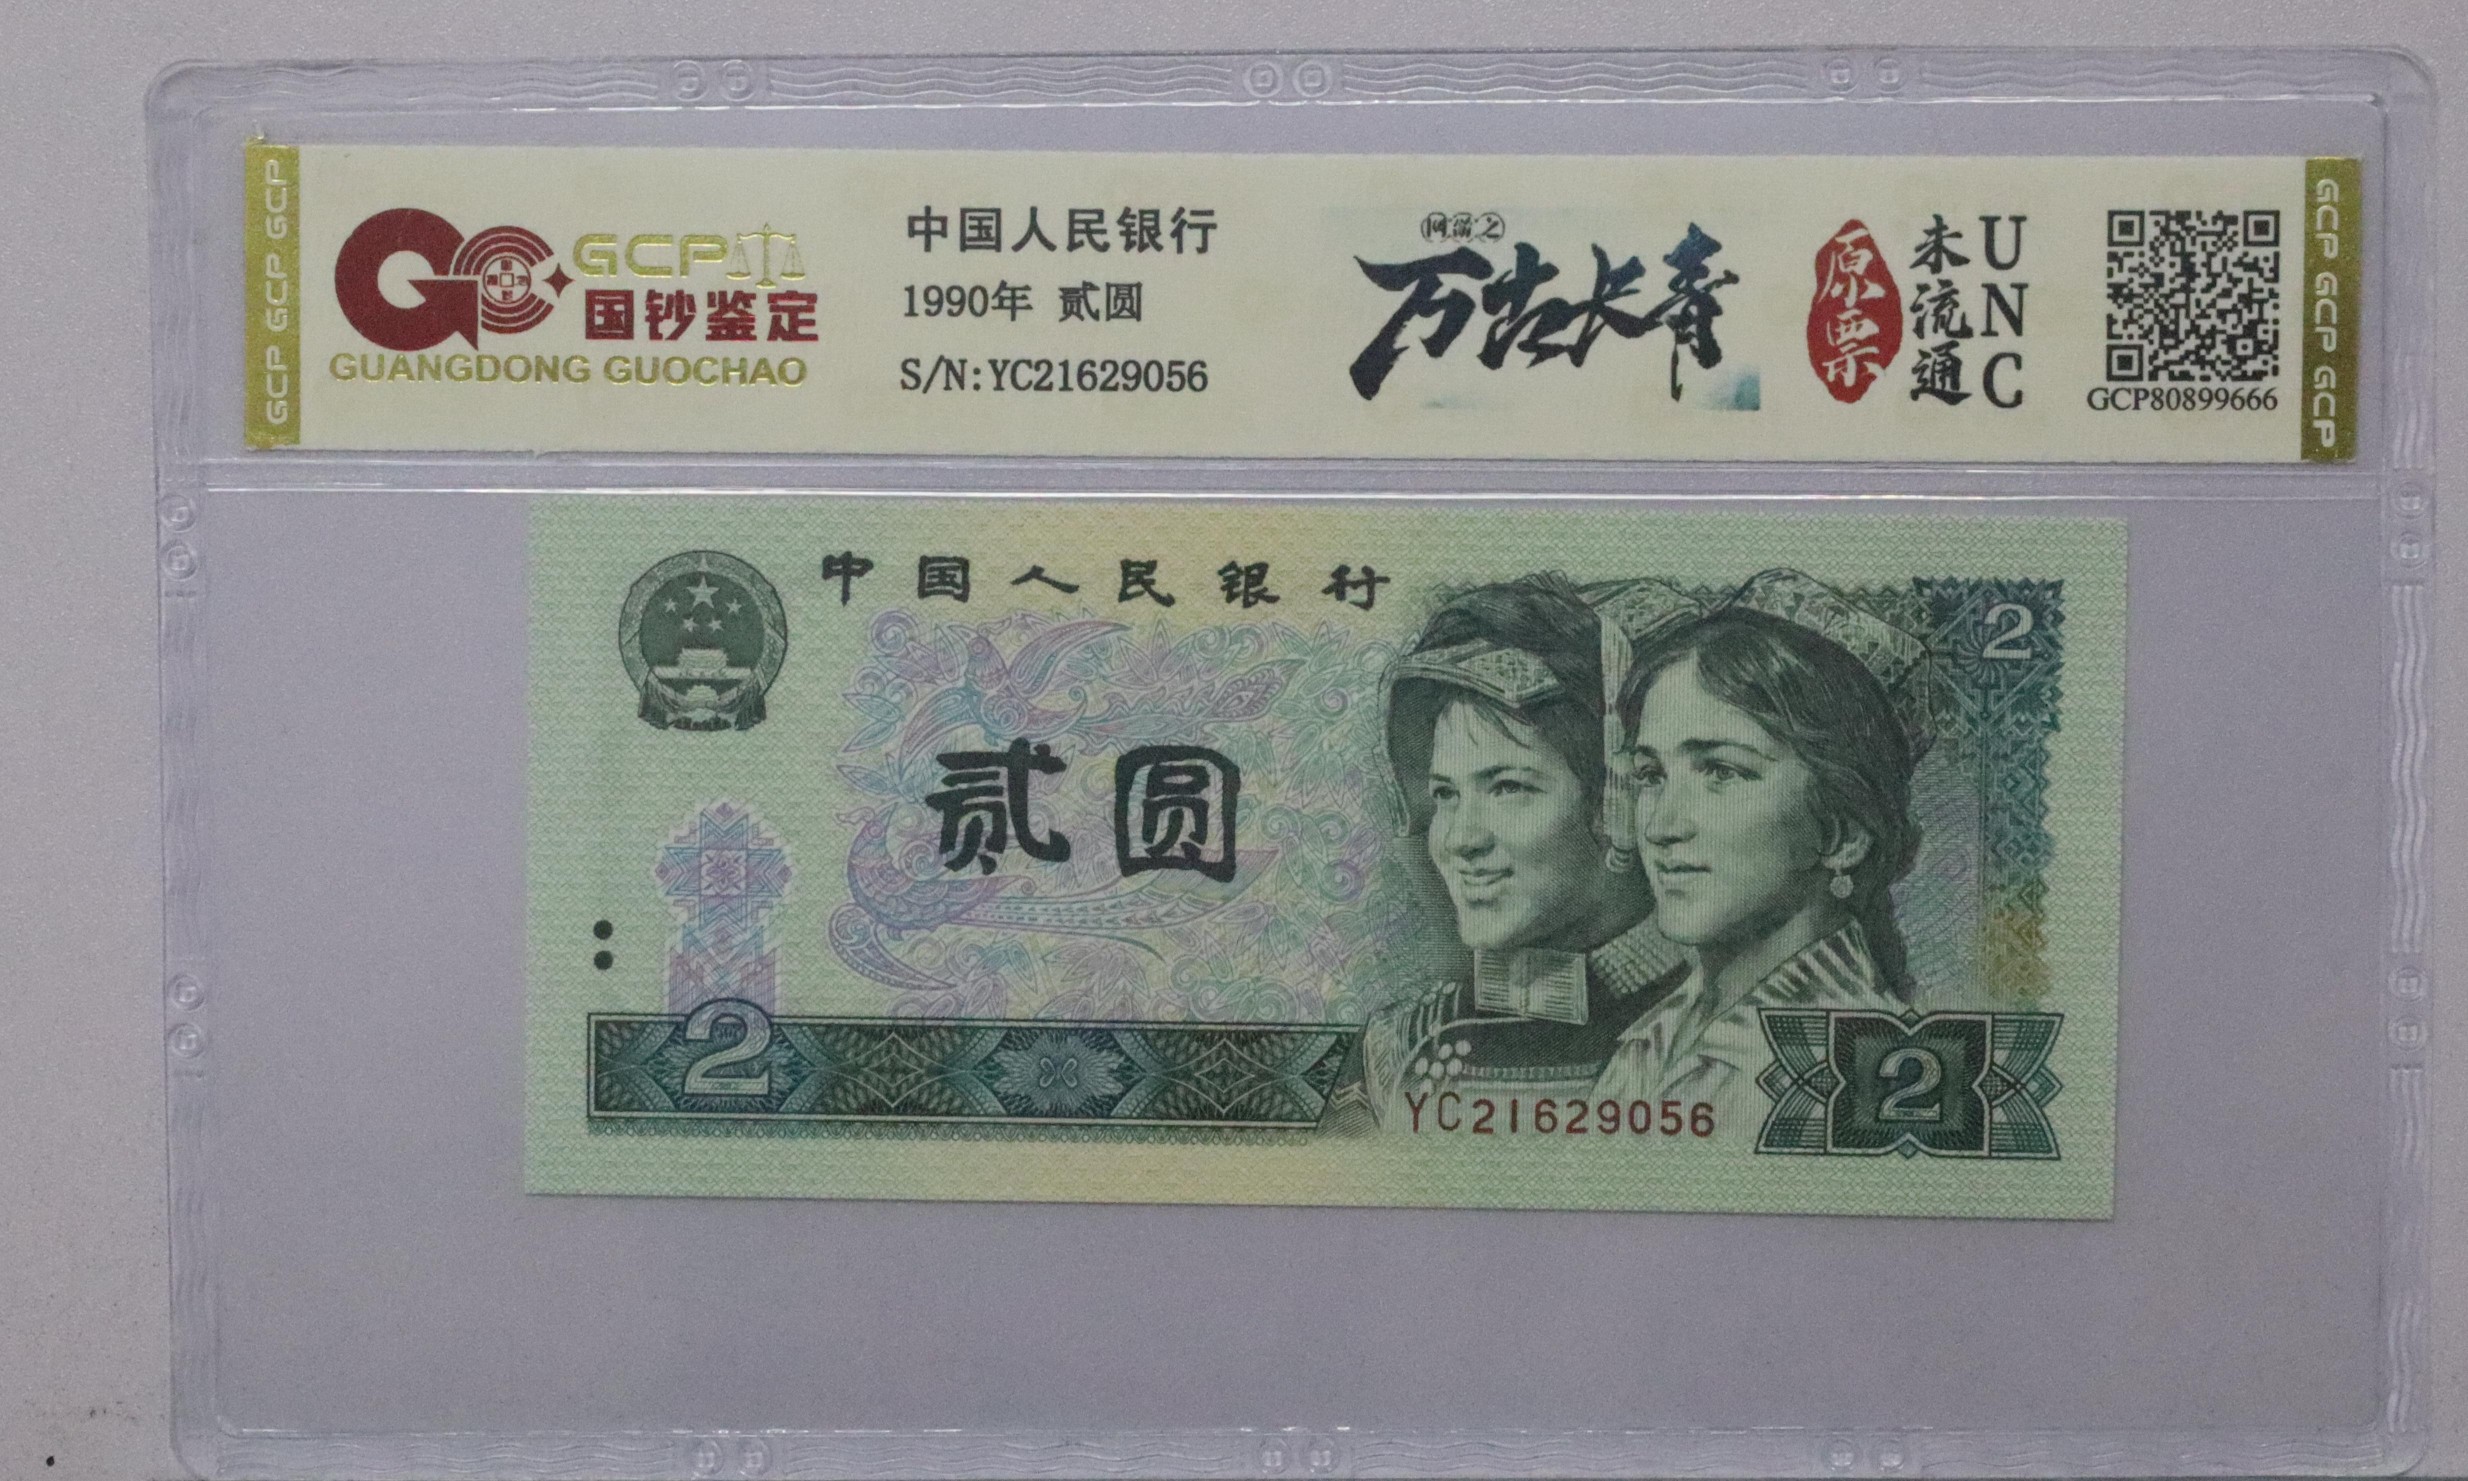 GCP GCP GCP
GCP
国钞鉴定
GUANGDONG GUOCHAO
中国人民银行
1990年 贰圆
S/N:YC21629056
万古长青
原票
未流通
UNC
GCP80899666
GCP GCP GCP GCP
中国人民银行
2
贰圆
2
YC21629056
2